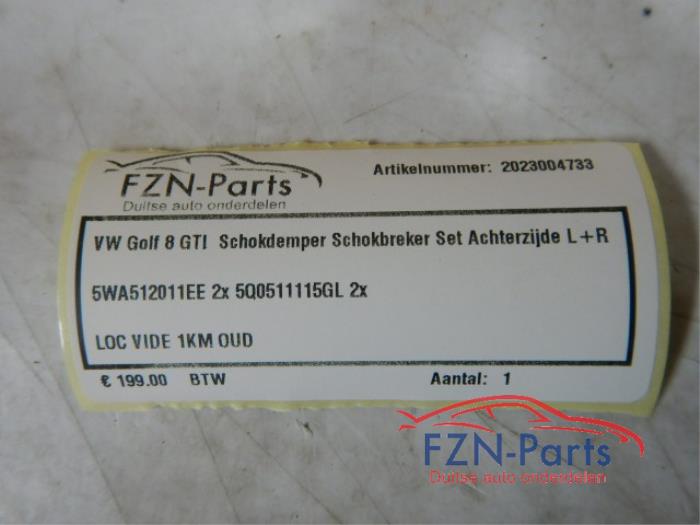 FZN-Parts
Duitse auto onderdelen
Artikelnummer: 2023004733
VW Golf 8 GTI Schokdemper Schokbreker Set Achterzijde L+R
5WA512011EE 2x 5Q0511115GL 2x
LOC VIDE 1KM OUD
€ 199.00 BTW
Aantal: 1
FZN-Parts
Duitse auto onderdelen